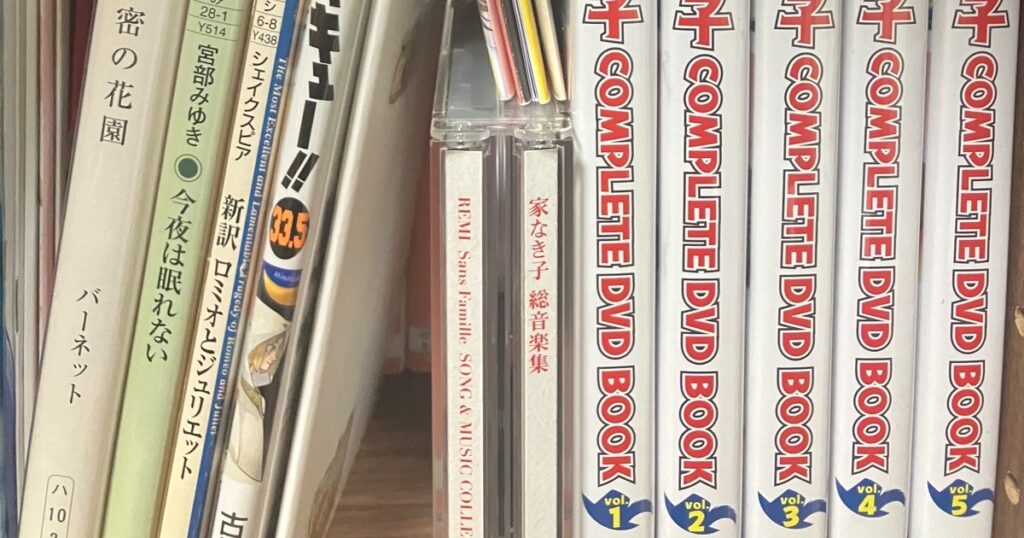 密の花園
バーネット
ハ
10
28-1
Y514
宮部みゆき
今夜は眠れない
シ
6-8
Y438
シェイクスピア
新訳 ロミオとジュリエット
The Most Excellent and Lamentable Tragedy of Romeo and Juliet
キュー!!
33.5
古
REMI Sans Famille SONG & MUSIC COLLE
家なき子 総音楽集
子 COMPLETE DVD BOOK
vol.1
子 COMPLETE DVD BOOK
vol.2
子 COMPLETE DVD BOOK
vol.3
子 COMPLETE DVD BOOK
vol.4
子 COMPLETE DVD BOOK
vol.5